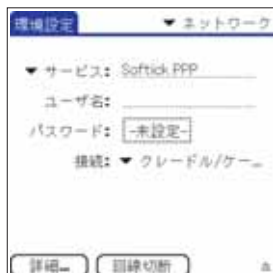 環境設定 ▼ ネットワーク
▼ サービス: Softick PPP
ユーザ名:
パスワード: -未設定-
接続: ▼ クレードル/ケー...
詳細... 回線切断